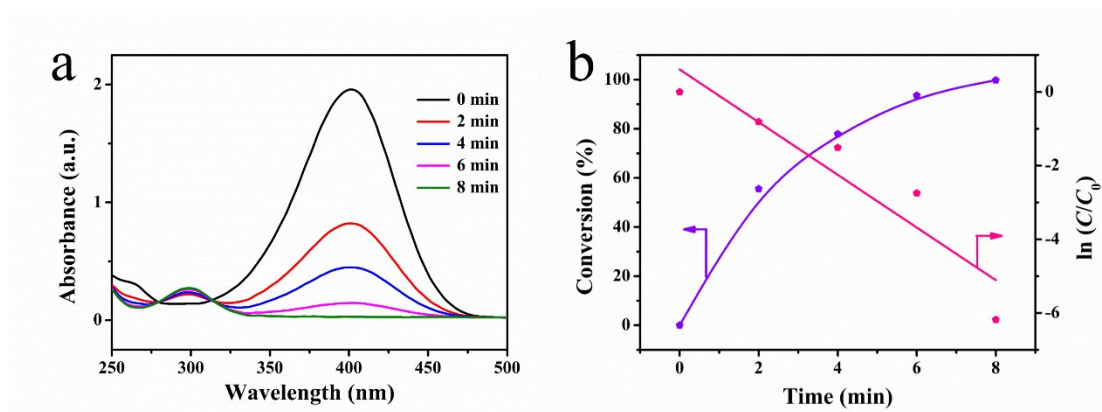 a
Absorbance (a.u.)
2
1
0
0 min
2 min
4 min
6 min
8 min
250
300
350
400
450
500
Wavelength (nm)
b
Conversion (%)
100
80
60
40
20
0
0
2
4
6
8
Time (min)
0
-2
-4
-6
ln (C/C0)